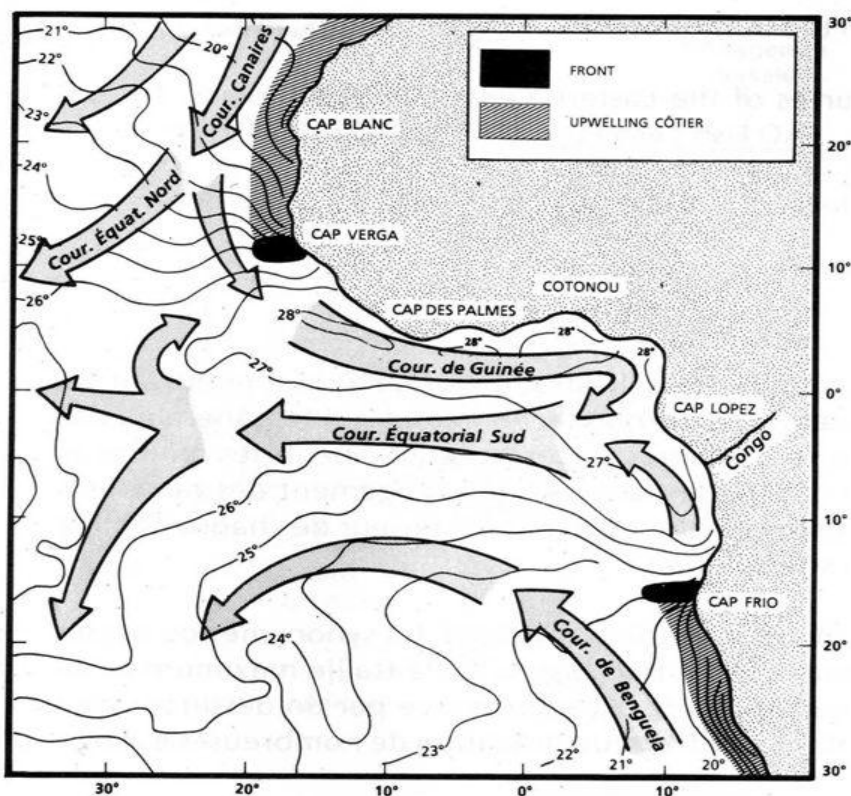 FRONT
UPWELLING CÔTIER
Cour. Canaires
CAP BLANC
Cour. Équat. Nord
CAP VERGA
COTONOU
CAP DES PALMES
Cour. de Guinée
CAP LOPEZ
Cour. Équatorial Sud
Congo
CAP FRIO
Cour. de Benguela
21°
22°
20°
23°
24°
25°
26°
28°
27°
28°
28°
28°
27°
26°
25°
24°
23°
22°
21°
20°
30°
20°
10°
0°
10°
20°
30°
30°
20°
10°
0°
10°